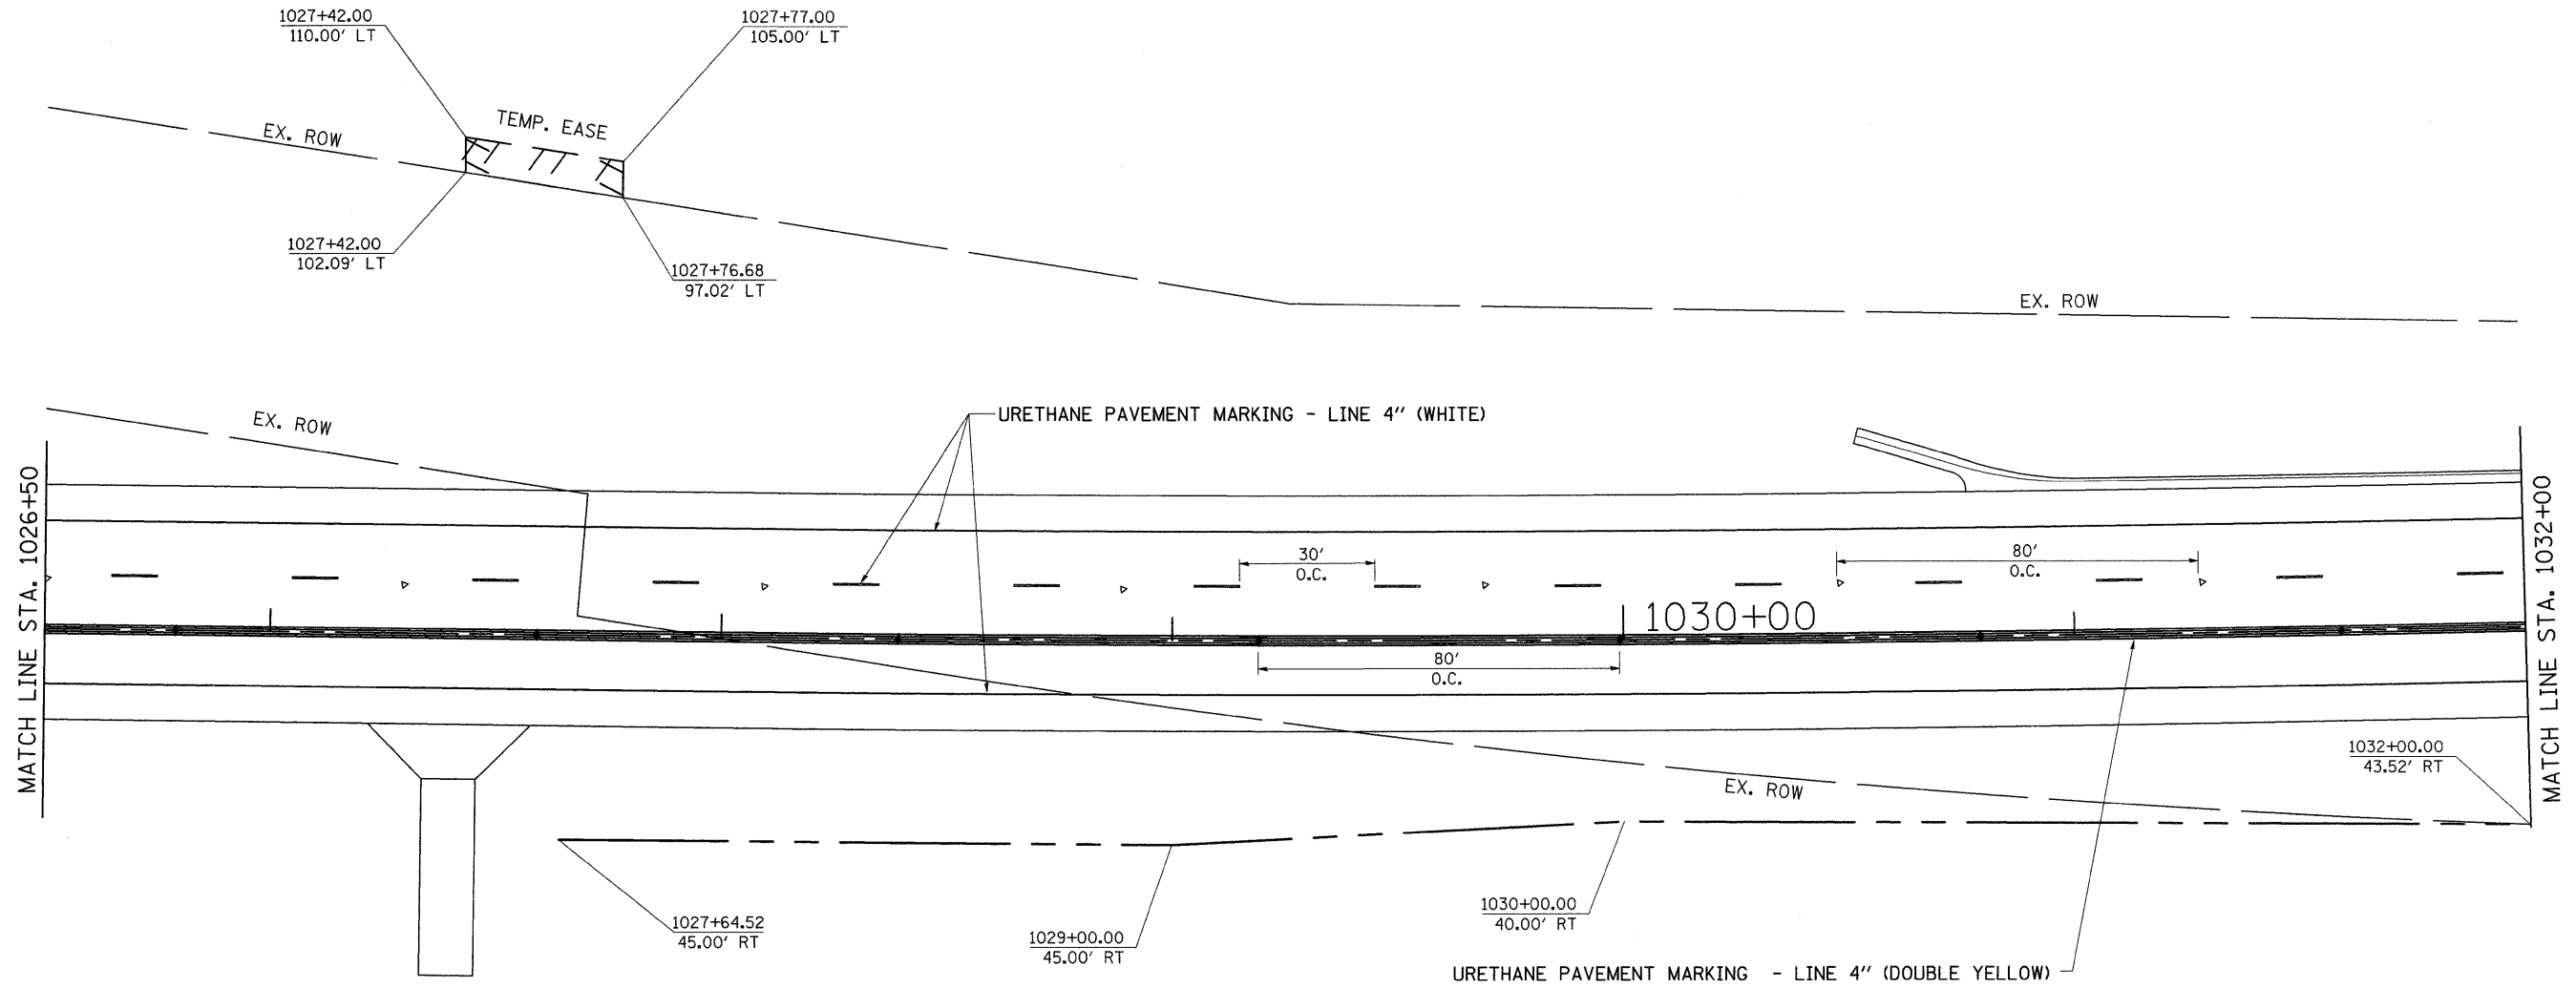 1027+42.00
110.00' LT
1027+77.00
105.00' LT
TEMP. EASE
EX. ROW
1027+42.00
102.09' LT
1027+76.68
97.02' LT
EX. ROW
EX. ROW
URETHANE PAVEMENT MARKING - LINE 4" (WHITE)
MATCH LINE STA. 1026+50
MATCH LINE STA. 1032+00
30'
O.C.
80'
O.C.
1030+00
80'
O.C.
1032+00.00
43.52' RT
EX. ROW
1027+64.52
45.00' RT
1029+00.00
45.00' RT
1030+00.00
40.00' RT
URETHANE PAVEMENT MARKING - LINE 4" (DOUBLE YELLOW)